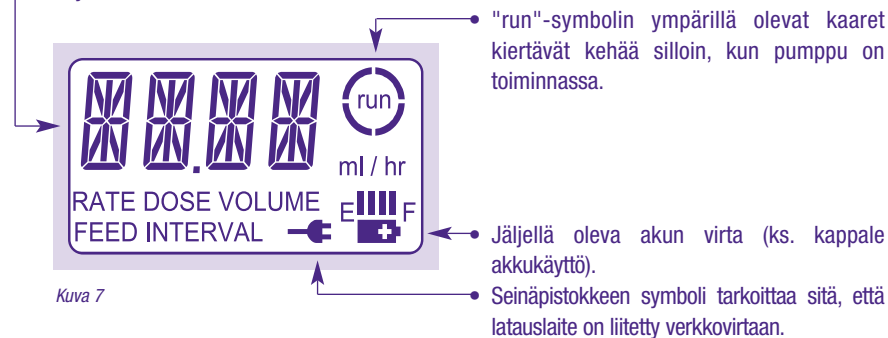 "run"-symbolin ympärillä olevat kaaret
kiertävät kehää silloin, kun pumppu on
toiminnassa.
run
ml / hr
RATE DOSE VOLUME
E F
FEED INTERVAL
Jäljellä oleva akun virta (ks. kappale
akkukäyttö).
Kuva 7
Seinäpistokkeen symboli tarkoittaa sitä, että
latauslaite on liitetty verkkovirtaan.